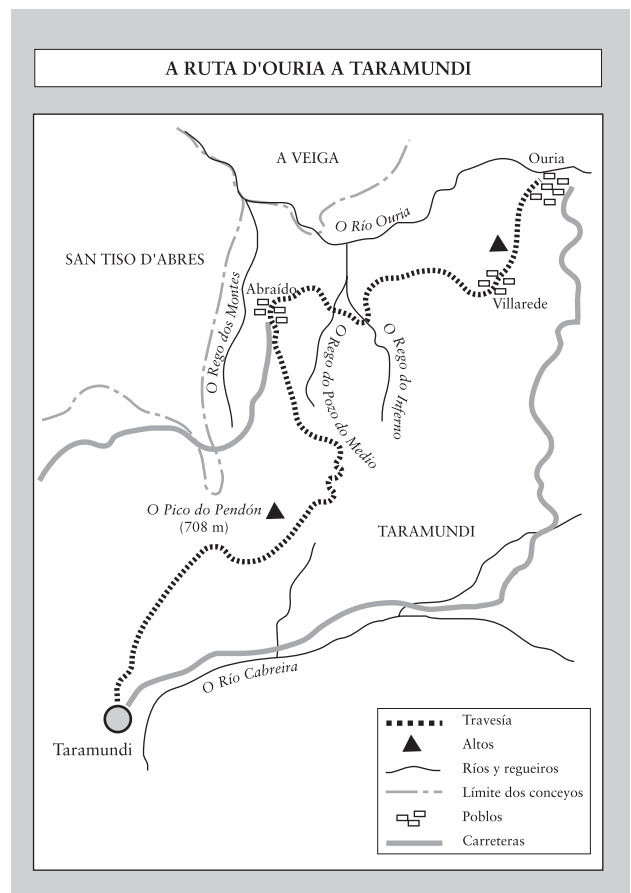 A RUTA D'OURIA A TARAMUNDI
A VEIGA
Ouria
O Río Ouria
SAN TISO D'ABRES
Abraído
Villarede
O Rego dos Montes
O Rego do Pozo do Medio
O Rego do Inferno
O Pico do Pendón
(708 m)
TARAMUNDI
O Río Cabreira
Taramundi
Travesía
Altos
Ríos y regueiros
Límite dos conceyos
Poblos
Carreteras